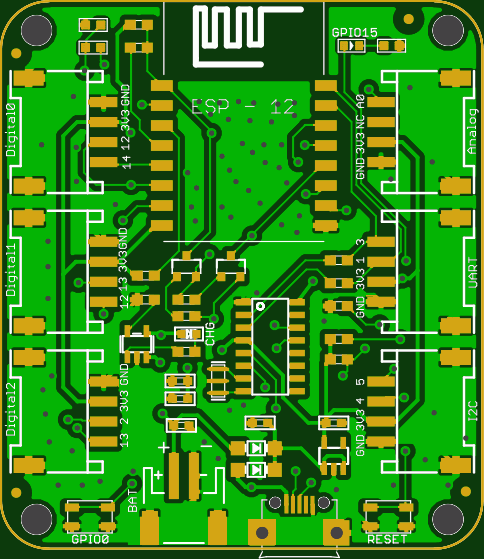 GPIO15
ESP - 12
Digital0
14 12 3V3 GND
GND 3V3 NC A0
Analog
Digital1
12 13 3V3 GND
GND 3V3 1 3
UART
CHG
Digital2
13 2 3V3 GND
GND 3V3 4 5
I2C
+ −
+ −
BAT
GPIO0
RESET